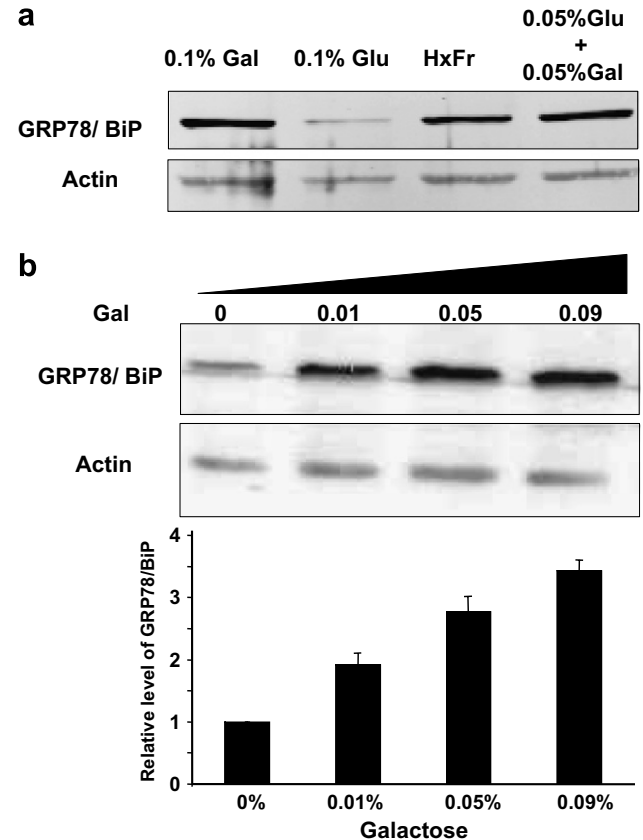 a
0.1% Gal 0.1% Glu HxFr 0.05%Glu + 0.05%Gal
GRP78/ BiP
Actin
b
Gal 0 0.01 0.05 0.09
GRP78/ BiP
Actin
Relative level of GRP78/BiP
4
3
2
1
0
0% 0.01% 0.05% 0.09%
Galactose